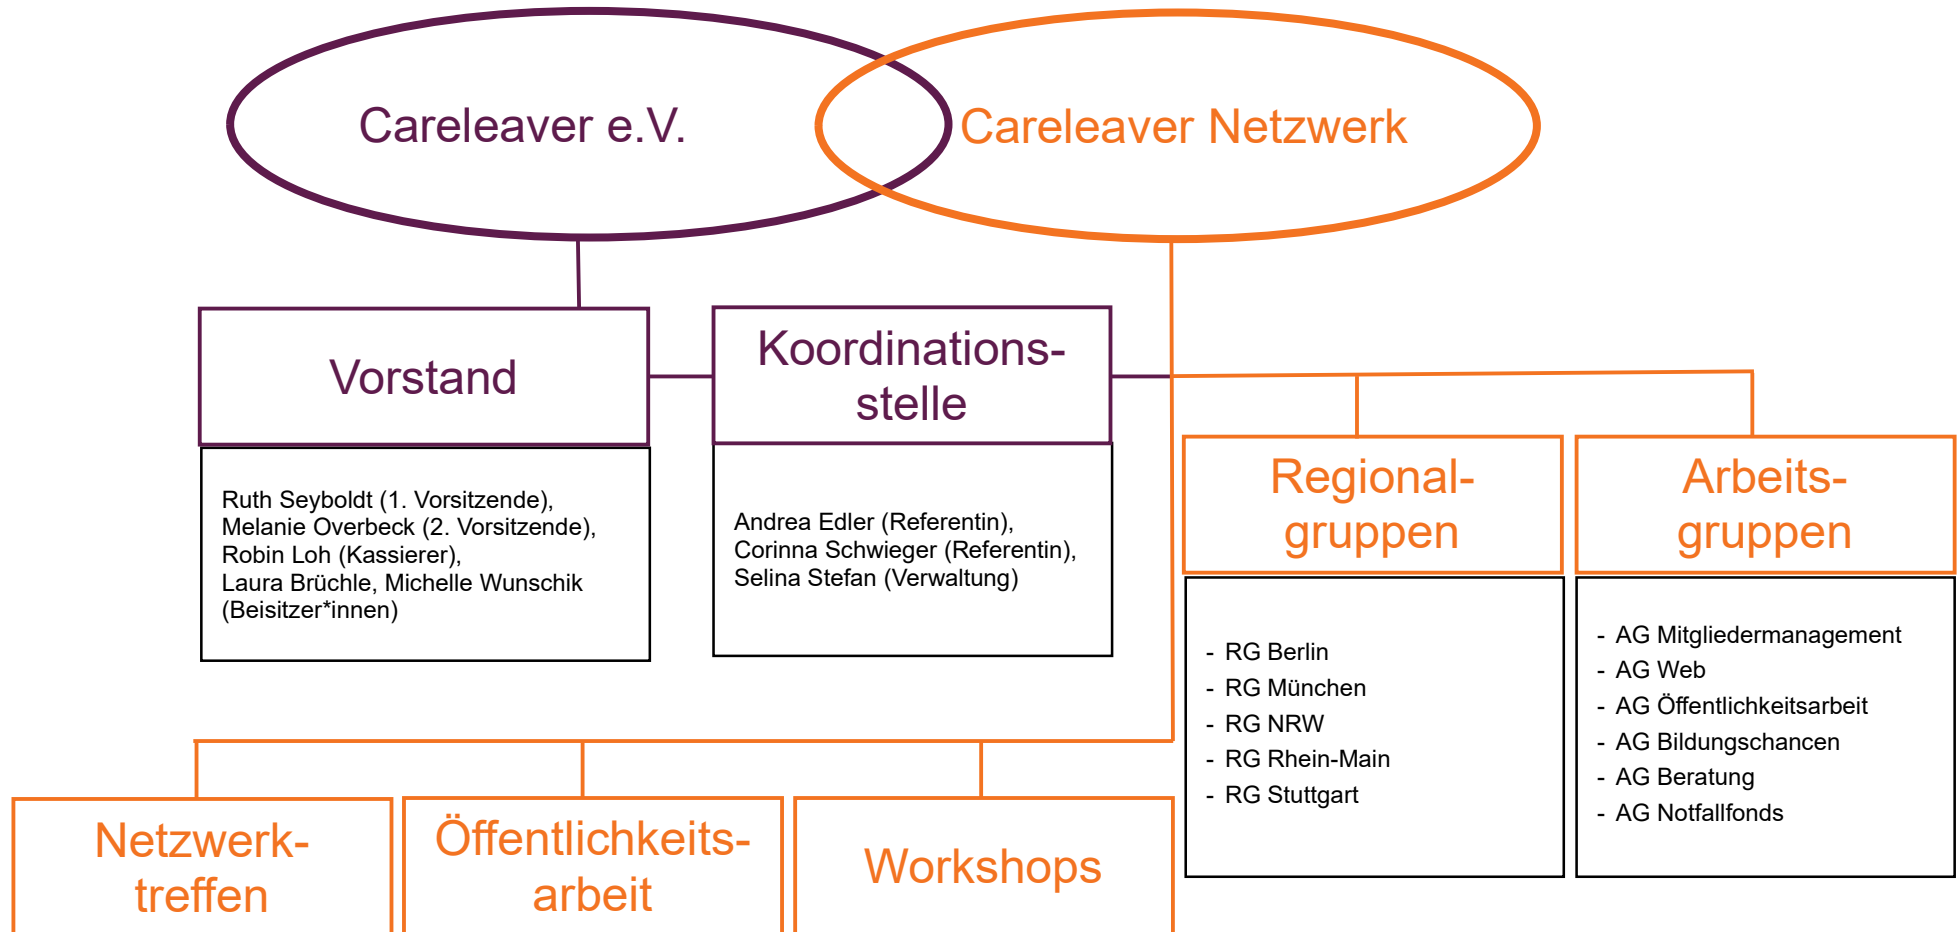 Careleaver e.V.
Careleaver Netzwerk
Vorstand
Koordinations-
stelle
Ruth Seyboldt (1. Vorsitzende),
Melanie Overbeck (2. Vorsitzende),
Robin Loh (Kassierer),
Laura Brüchle, Michelle Wunschik
(Beisitzer*innen)
Andrea Edler (Referentin),
Corinna Schwieger (Referentin),
Selina Stefan (Verwaltung)
Regional-
gruppen
- RG Berlin
- RG München
- RG NRW
- RG Rhein-Main
- RG Stuttgart
Arbeits-
gruppen
- AG Mitgliedermanagement
- AG Web
- AG Öffentlichkeitsarbeit
- AG Bildungschancen
- AG Beratung
- AG Notfallfonds
Netzwerk-
treffen
Öffentlichkeits-
arbeit
Workshops